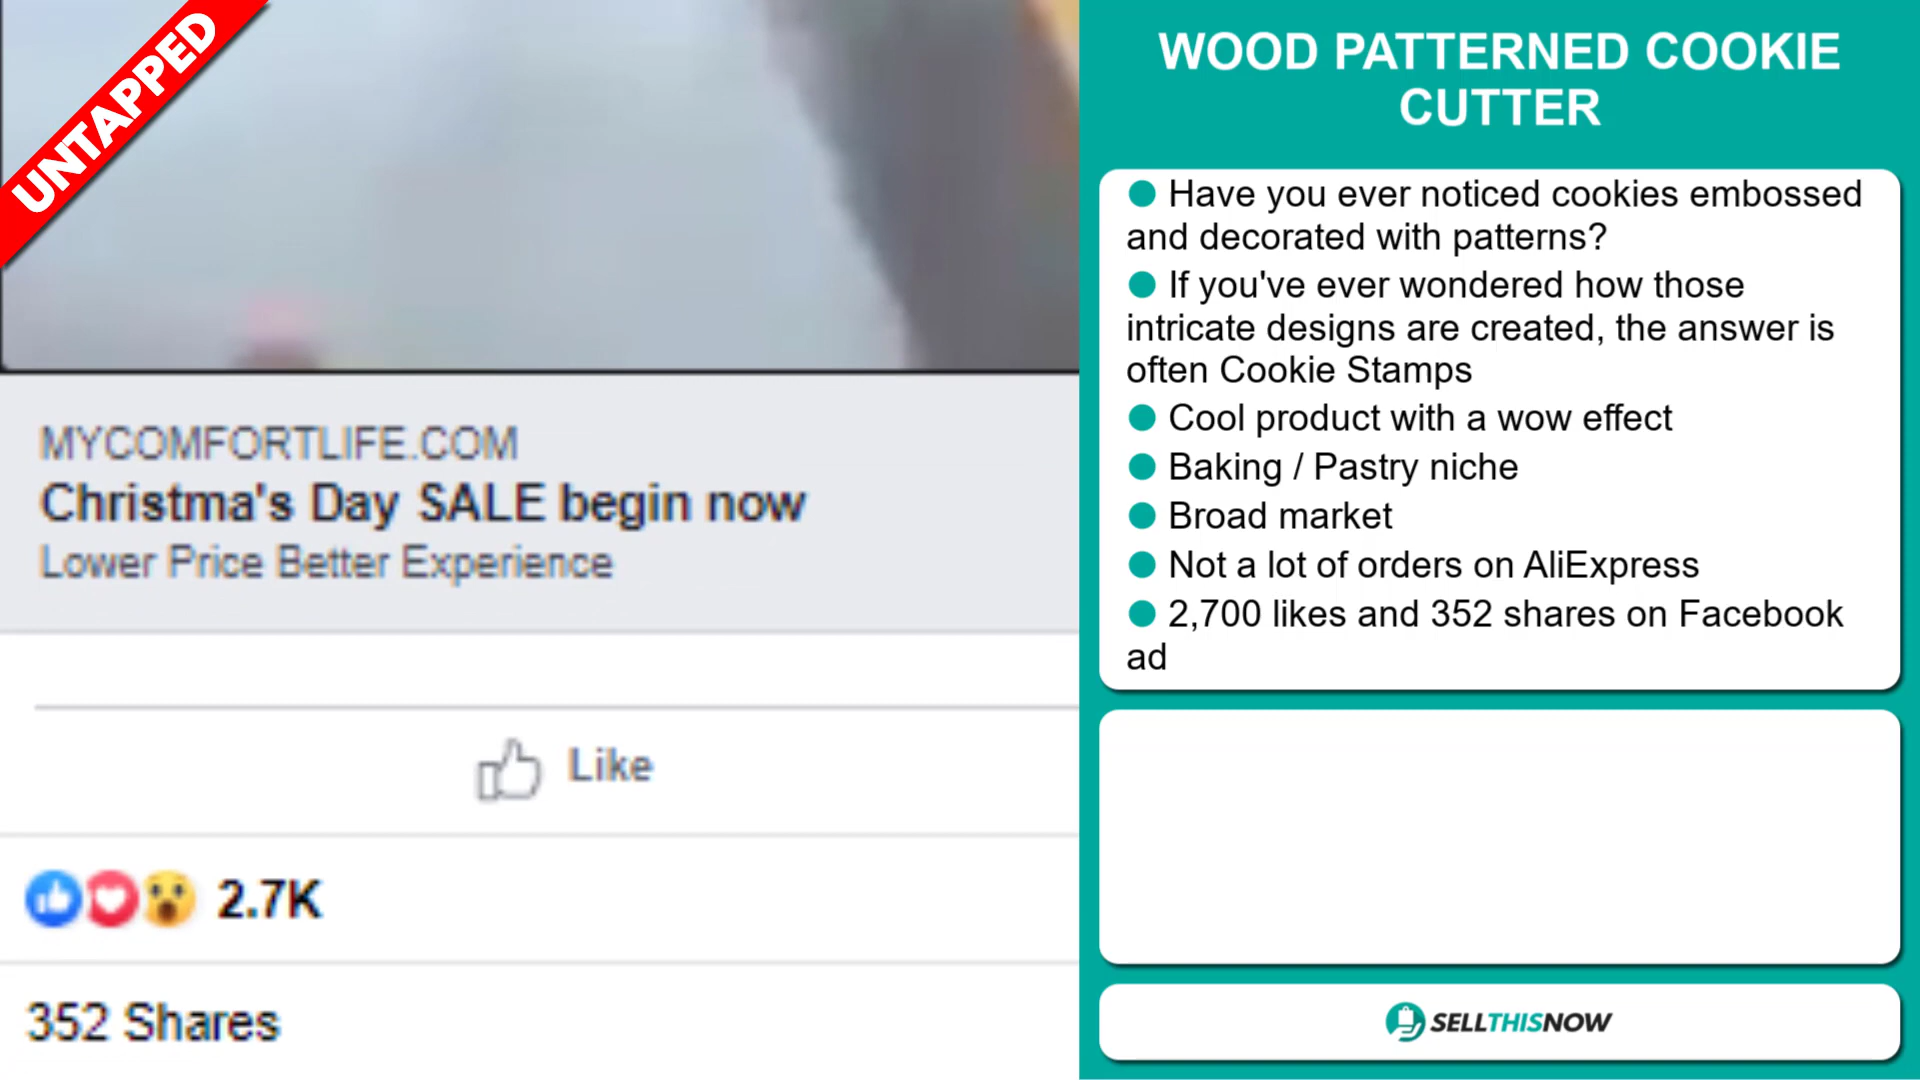 UNTAPPED
MYCOMFORTLIFE.COM
Christma's Day SALE begin now
Lower Price Better Experience
Like
2.7K
352 Shares
WOOD PATTERNED COOKIE
CUTTER
● Have you ever noticed cookies embossed
and decorated with patterns?
● If you've ever wondered how those
intricate designs are created, the answer is
often Cookie Stamps
● Cool product with a wow effect
● Baking / Pastry niche
● Broad market
● Not a lot of orders on AliExpress
● 2,700 likes and 352 shares on Facebook
ad
SELLTHISNOW